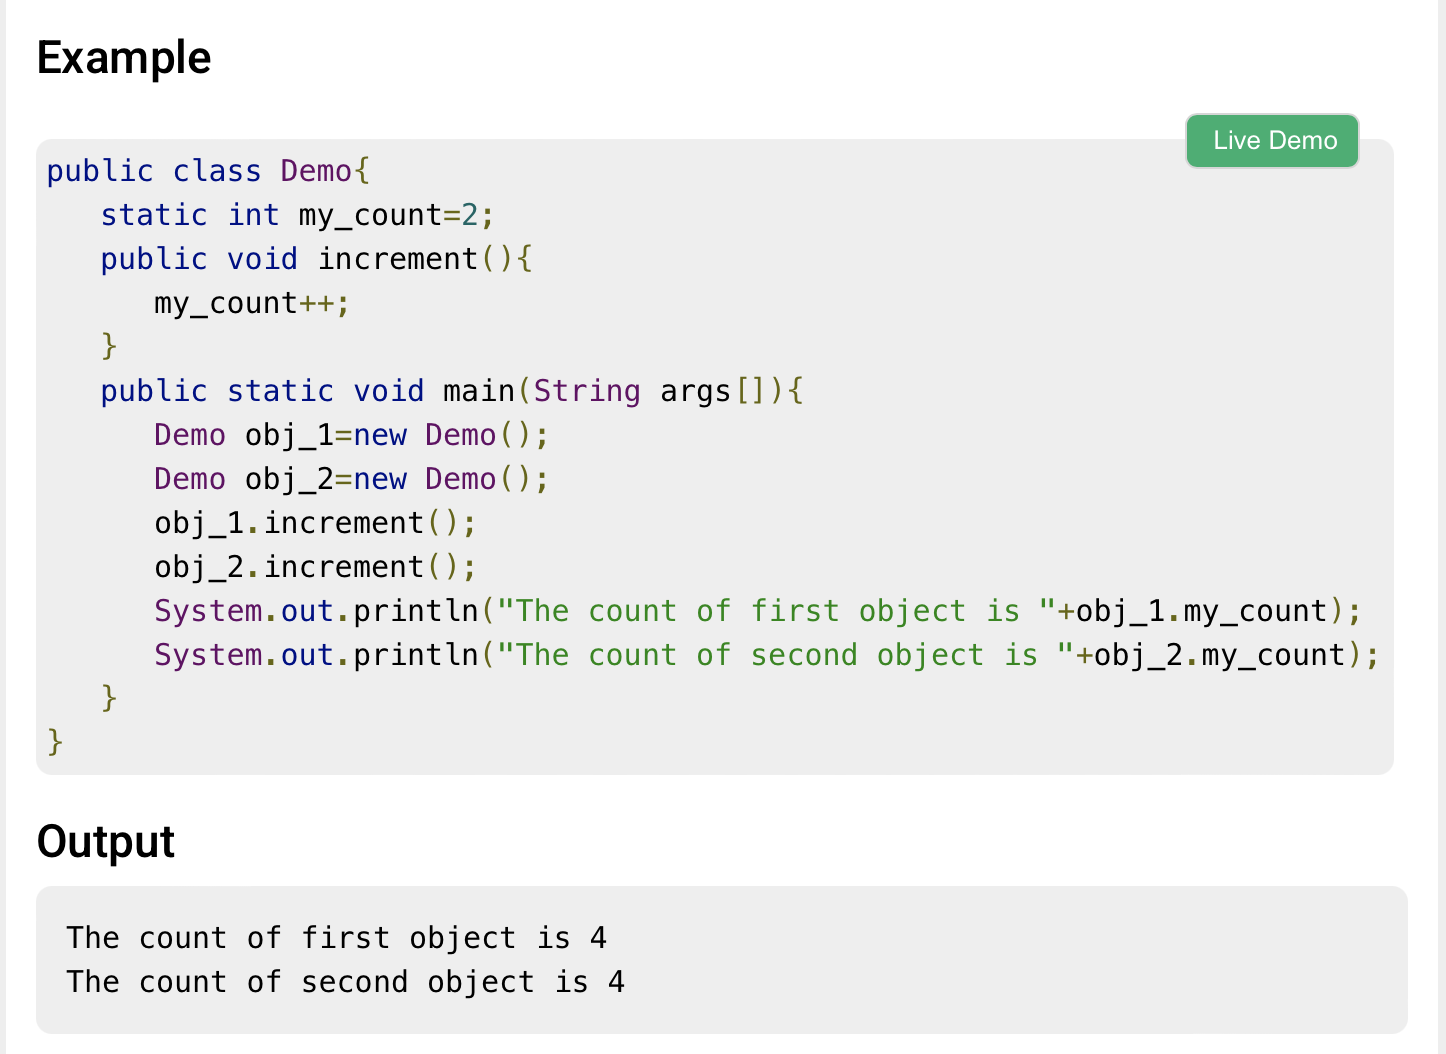 Example
Live Demo
public class Demo{
   static int my_count=2;
   public void increment(){
      my_count++;
   }
   public static void main(String args[]){
      Demo obj_1=new Demo();
      Demo obj_2=new Demo();
      obj_1.increment();
      obj_2.increment();
      System.out.println("The count of first object is "+obj_1.my_count);
      System.out.println("The count of second object is "+obj_2.my_count);
   }
}
Output
The count of first object is 4
The count of second object is 4